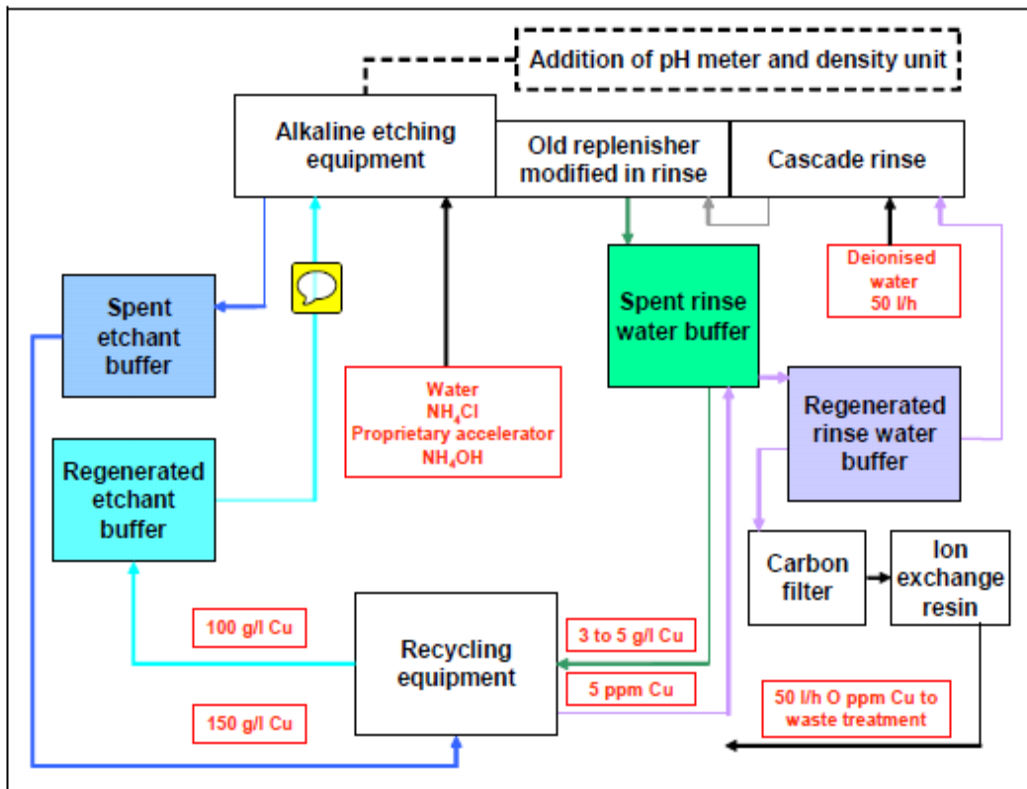 Addition of pH meter and density unit
Alkaline etching
equipment
Old replenisher
modified in rinse
Cascade rinse
Deionised
water
50 l/h
Spent
etchant
buffer
Spent rinse
water buffer
Water
NH₄Cl
Proprietary accelerator
NH₄OH
Regenerated
rinse water
buffer
Regenerated
etchant
buffer
Carbon
filter
Ion
exchange
resin
100 g/l Cu
Recycling
equipment
3 to 5 g/l Cu
5 ppm Cu
150 g/l Cu
50 l/h O ppm Cu to
waste treatment